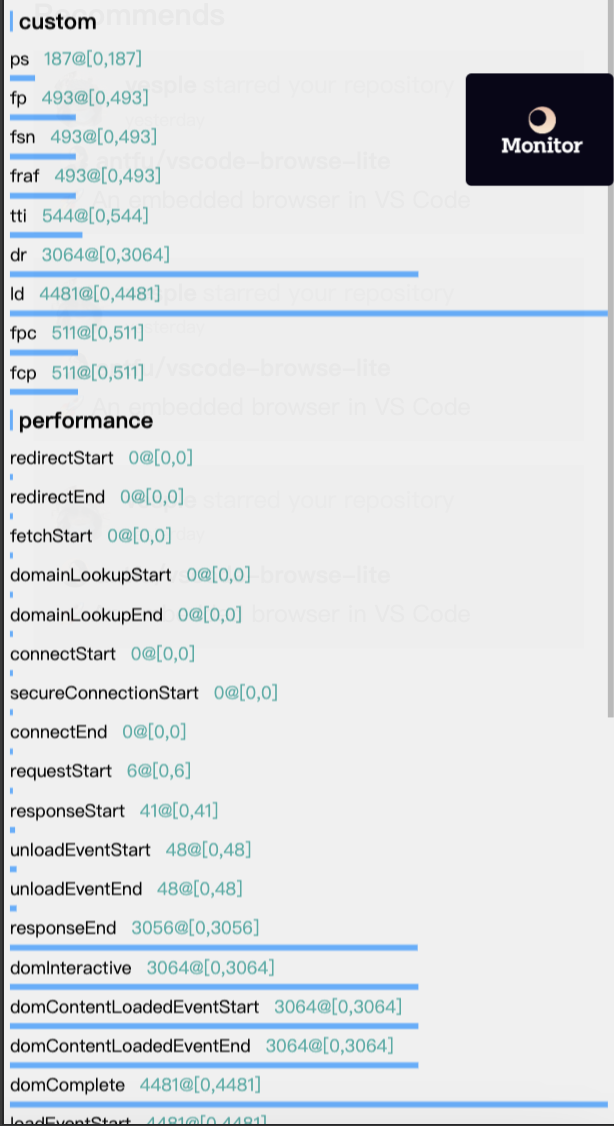 Recommends
custom
ps 187@[0,187]
vesple starred your repository
fp 493@[0,493]
yesterday
fsn 493@[0,493]
Monitor
antfu/vscode-browse-lite
fraf 493@[0,493]
An embedded browser in VS Code
tti 544@[0,544]
dr 3064@[0,3064]
ld 4481@[0,4481]
vesple starred your repository
yesterday
fpc 511@[0,511]
antfu/vscode-browse-lite
fcp 511@[0,511]
An embedded browser in VS Code
performance
redirectStart 0@[0,0]
redirectEnd 0@[0,0]
vesple starred your repository
fetchStart 0@[0,0]
domainLookupStart 0@[0,0]
/vscode-browse-lite
domainLookupEnd 0@[0,0]
browser in VS Code
connectStart 0@[0,0]
secureConnectionStart 0@[0,0]
connectEnd 0@[0,0]
requestStart 6@[0,6]
responseStart 41@[0,41]
unloadEventStart 48@[0,48]
unloadEventEnd 48@[0,48]
responseEnd 3056@[0,3056]
domInteractive 3064@[0,3064]
domContentLoadedEventStart 3064@[0,3064]
domContentLoadedEventEnd 3064@[0,3064]
domComplete 4481@[0,4481]
loadEventStart 4481@[0,4481]